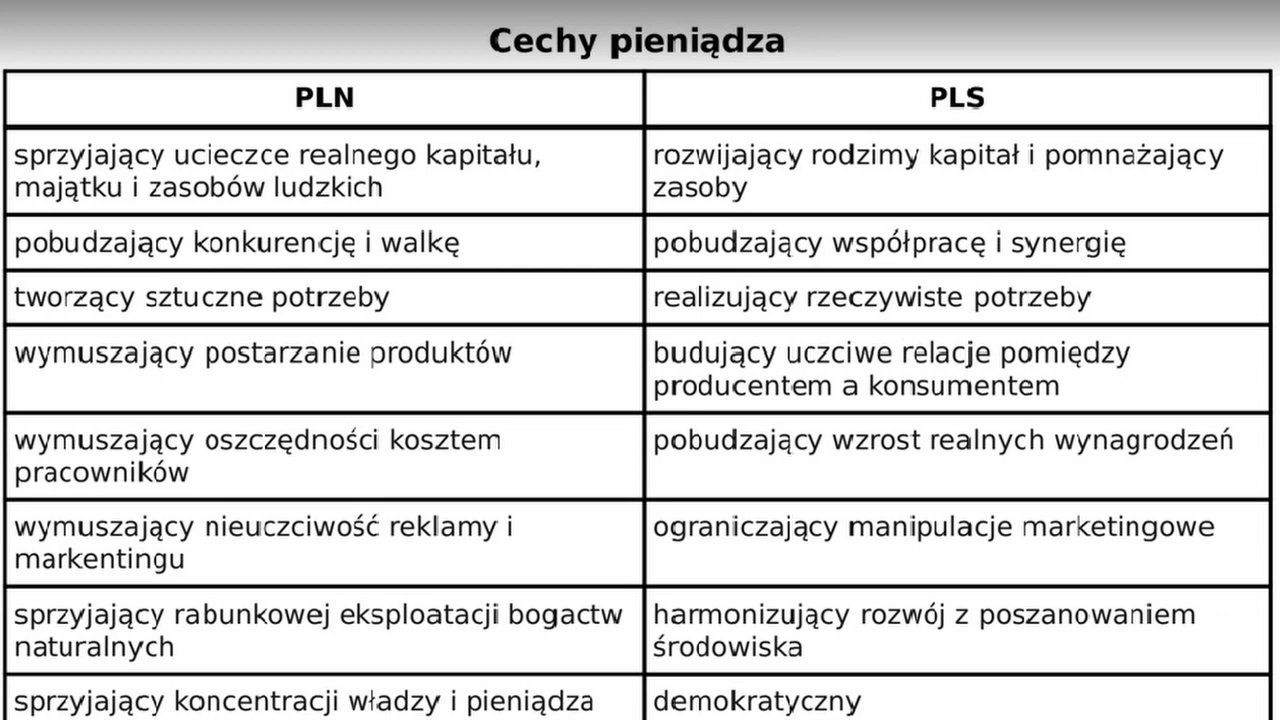 Cechy pieniądza
PLN
PLS
sprzyjający ucieczce realnego kapitału,
majątku i zasobów ludzkich
rozwijający rodzimy kapitał i pomnażający
zasoby
pobudzający konkurencję i walkę
pobudzający współpracę i synergię
tworzący sztuczne potrzeby
realizujący rzeczywiste potrzeby
wymuszający postarzanie produktów
budujący uczciwe relacje pomiędzy
producentem a konsumentem
wymuszający oszczędności kosztem
pracowników
pobudzający wzrost realnych wynagrodzeń
wymuszający nieuczciwość reklamy i
markentingu
ograniczający manipulacje marketingowe
sprzyjający rabunkowej eksploatacji bogactw
naturalnych
harmonizujący rozwój z poszanowaniem
środowiska
sprzyjający koncentracji władzy i pieniądza
demokratyczny